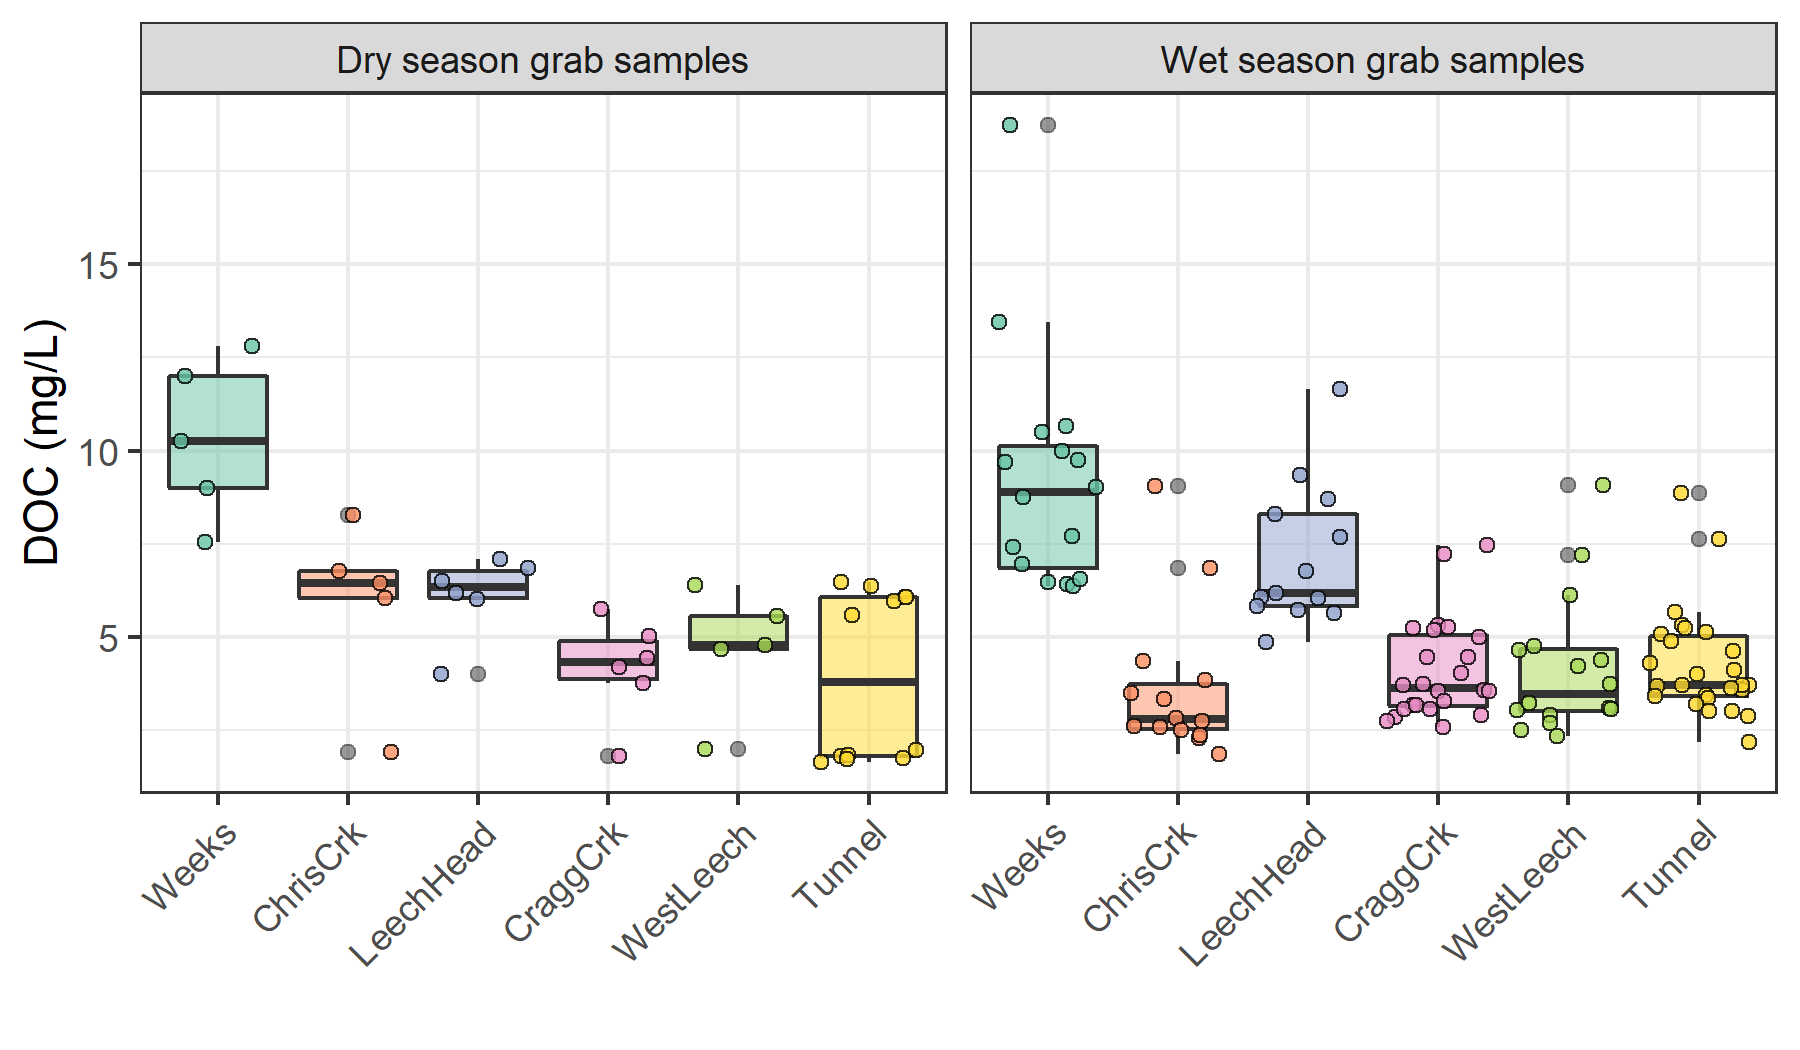 Dry season grab samples
Wet season grab samples
DOC (mg/L)
15
10
5
Weeks
ChrisCrk
LeechHead
CraggCrk
WestLeech
Tunnel
Weeks
ChrisCrk
LeechHead
CraggCrk
WestLeech
Tunnel